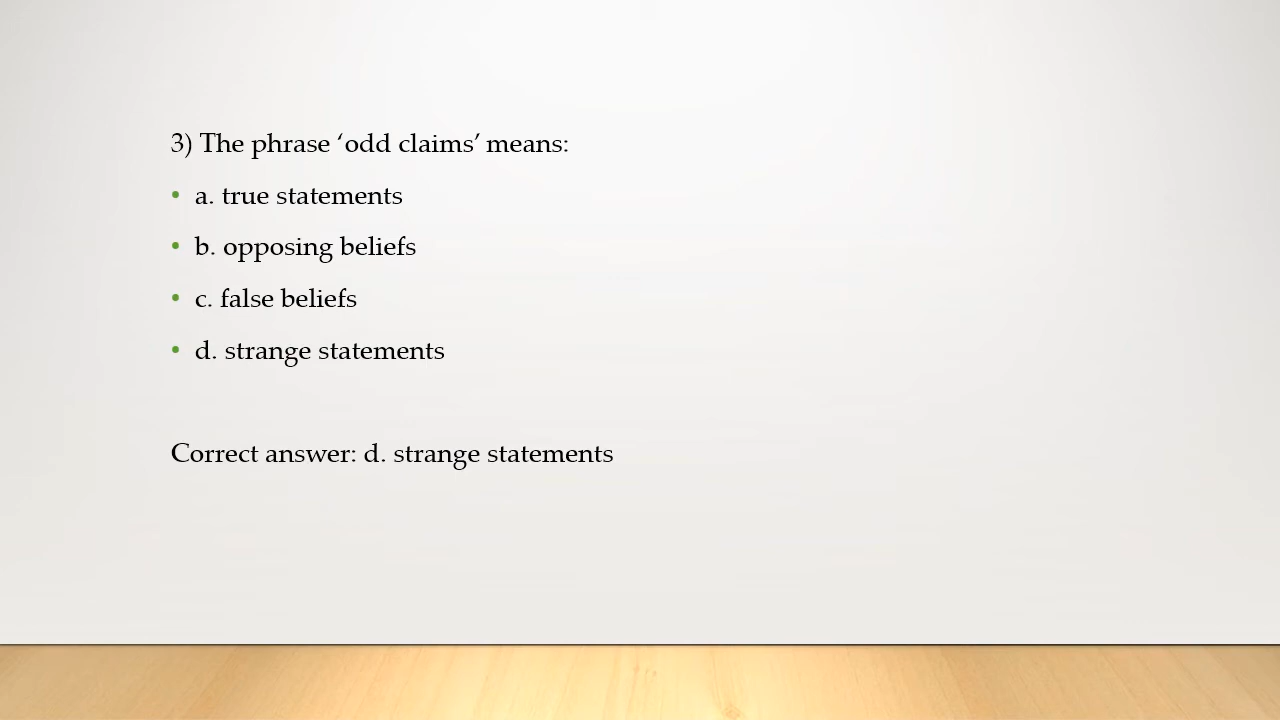 3) The phrase ‘odd claims’ means:
• a. true statements
• b. opposing beliefs
• c. false beliefs
• d. strange statements
Correct answer: d. strange statements